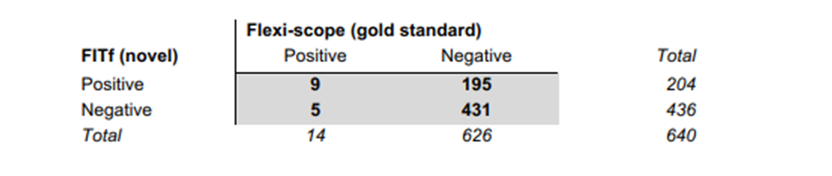 Flexi-scope (gold standard)
FITf (novel) Positive Negative Total
Positive 9 195 204
Negative 5 431 436
Total 14 626 640